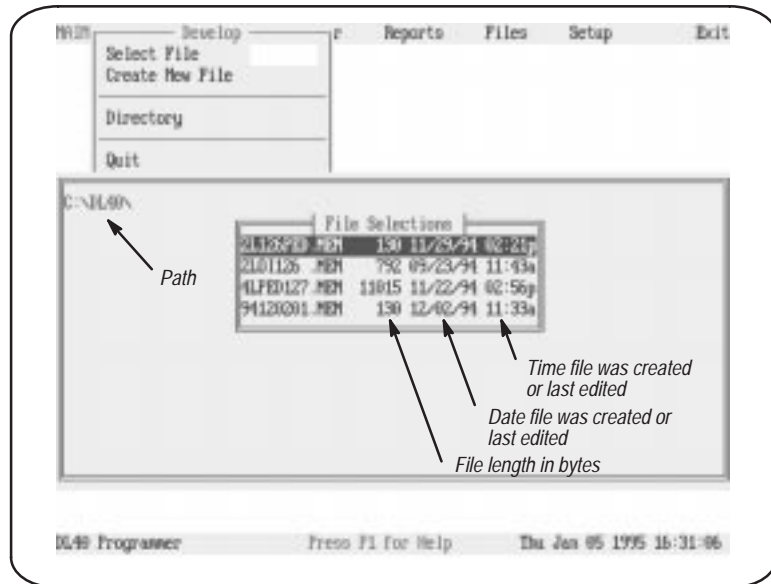 MAIN Develop r Reports Files Setup Exit
Select File
Create New File
Directory
Quit
C:\DL40\
Path
File Selections
2L126PED.MEM 130 11/29/94 02:21p
2LO1126 .MEM 792 09/23/94 11:43a
4LPED127.MEM 11015 11/22/94 02:56p
94120201.MEM 130 12/02/94 11:33a
Time file was created
or last edited
Date file was created or
last edited
File length in bytes
DL40 Programmer Press F1 for Help Thu Jan 05 1995 16:31:06